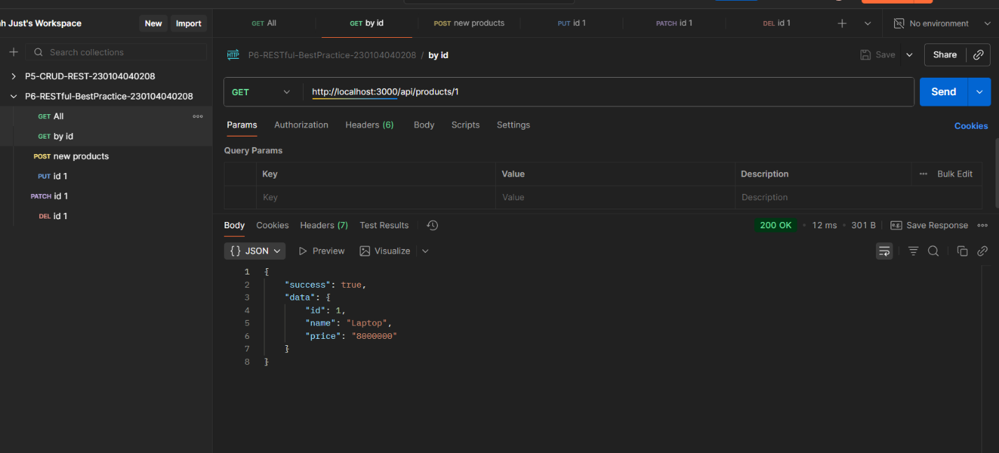 h Just's Workspace New Import
GET All GET by id POST new products PUT id 1 PATCH id 1 DEL id 1 No environment
Search collections
HTTP P6-RESTful-BestPractice-230104040208 / by id Save Share
P5-CRUD-REST-230104040208
P6-RESTful-BestPractice-230104040208
GET All
GET by id
POST new products
PUT id 1
PATCH id 1
DEL id 1
GET http://localhost:3000/api/products/1 Send
Params Authorization Headers (6) Body Scripts Settings Cookies
Query Params
Key Value Description Bulk Edit
Key Value Description
Body Cookies Headers (7) Test Results 200 OK • 12 ms • 301 B e.g. Save Response
{} JSON Preview Visualize
1 {
2 "success": true,
3 "data": {
4 "id": 1,
5 "name": "Laptop",
6 "price": "8000000"
7 }
8 }